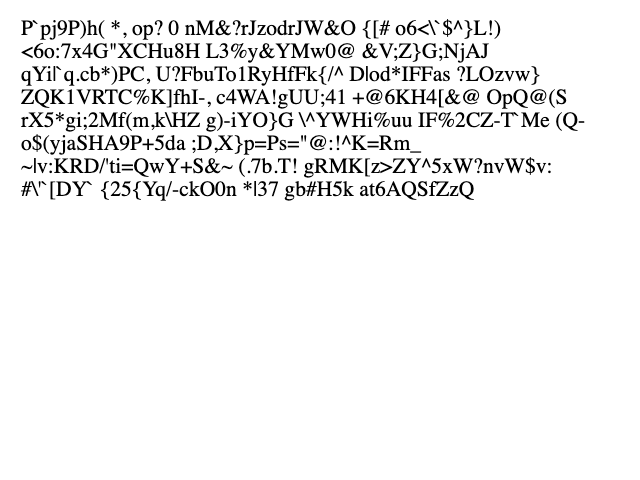 P`pj9P)h( *, op? 0 nM&?rJzodrJW&O {[# o6<\`$^}L!)
<6o:7x4G"XCHu8H L3%y&YMw0@ &V;Z}G;NjAJ
qYi|`q.cb*)PC, U?FbuTo1RyHfFk{/^ D|od*IFFas ?LOzvw}
ZQK1VRTC%K]fhI-, c4WA!gUU;41 +@6KH4[&@ OpQ@(S
rX5*gi;2Mf(m,k\HZ g)-iYO}G \^YWHi%uu IF%2CZ-T`Me (Q-
o$(yjaSHA9P+5da ;D,X}p=Ps="@:!^K=Rm_
~|v:KRD/'ti=QwY+S&~ (.7b.T! gRMK[z>ZY^5xW?nvW$v:
#\'`[DY` {25{Yq/-ckO0n *|37 gb#H5k at6AQSfZzQ